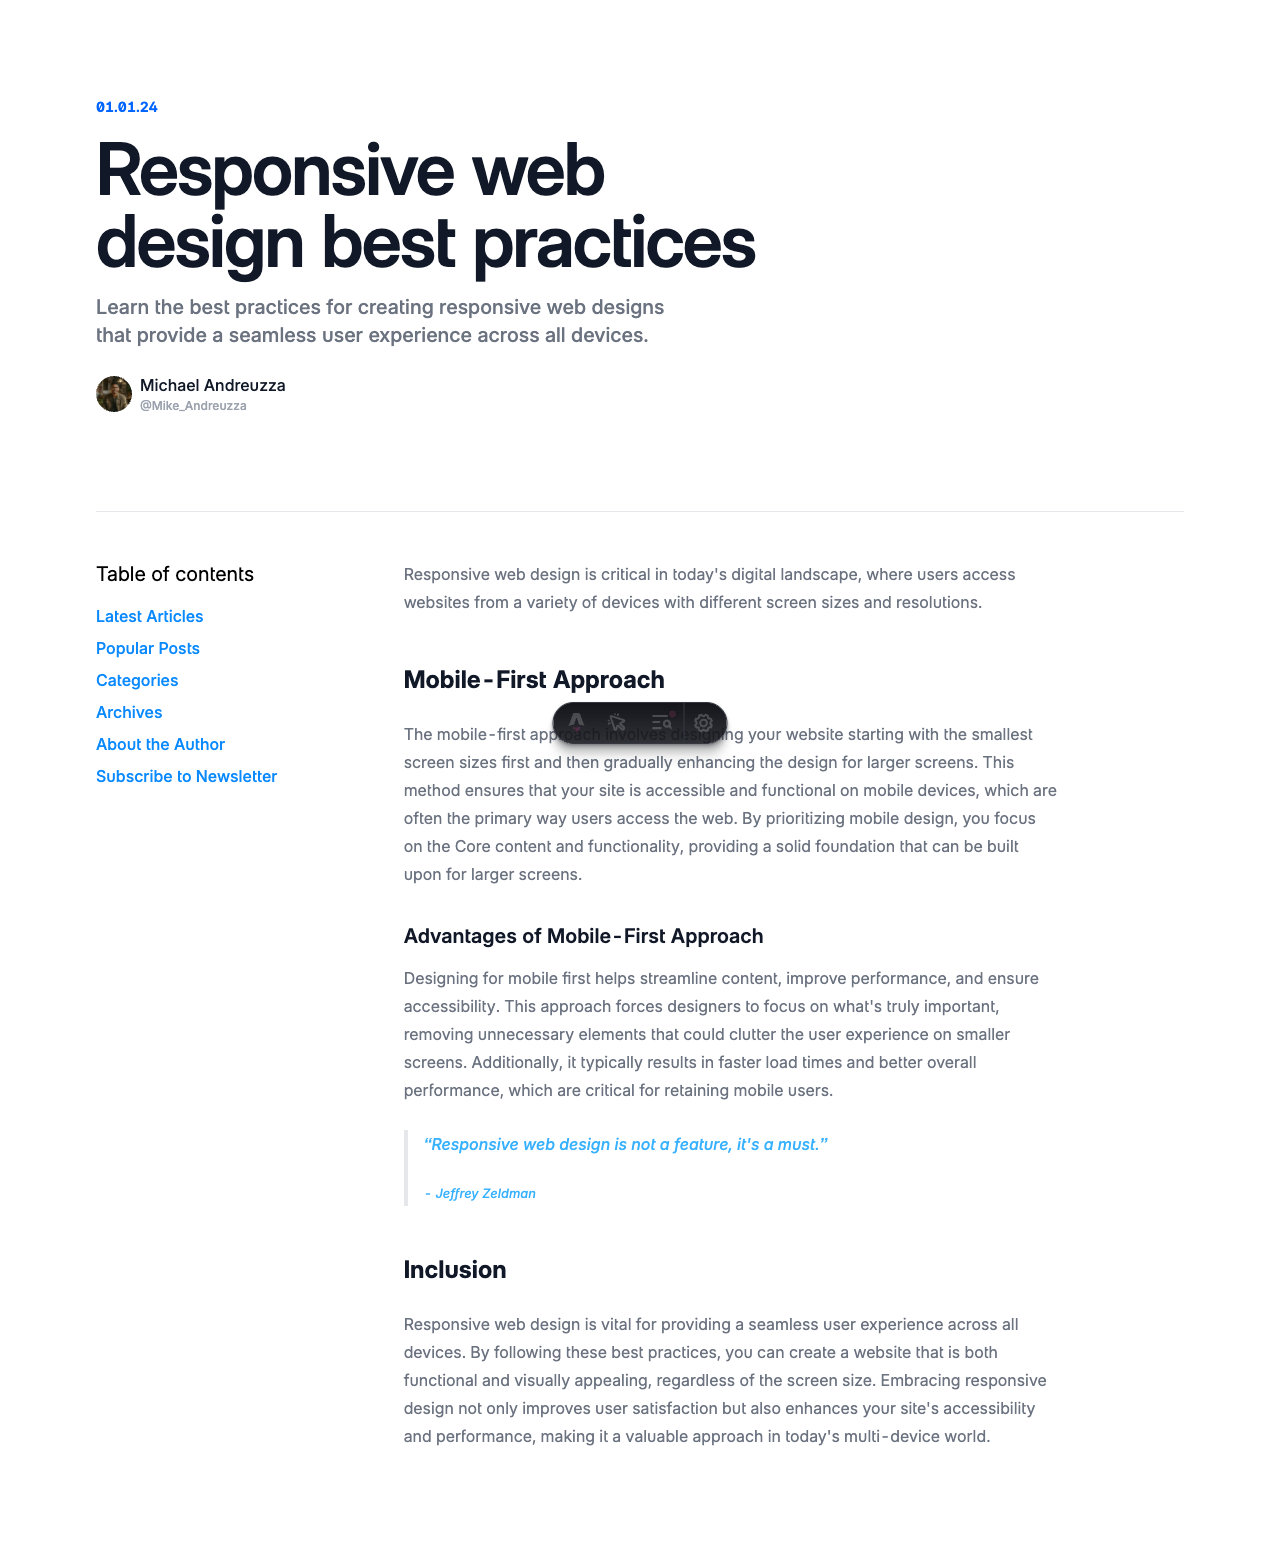 01.01.24
Responsive web
design best practices
Learn the best practices for creating responsive web designs
that provide a seamless user experience across all devices.
Michael Andreuzza
@Mike_Andreuzza
Table of contents
Latest Articles
Popular Posts
Categories
Archives
About the Author
Subscribe to Newsletter
Responsive web design is critical in today's digital landscape, where users access
websites from a variety of devices with different screen sizes and resolutions.
Mobile-First Approach
The mobile-first approach involves designing your website starting with the smallest
screen sizes first and then gradually enhancing the design for larger screens. This
method ensures that your site is accessible and functional on mobile devices, which are
often the primary way users access the web. By prioritizing mobile design, you focus
on the Core content and functionality, providing a solid foundation that can be built
upon for larger screens.
Advantages of Mobile-First Approach
Designing for mobile first helps streamline content, improve performance, and ensure
accessibility. This approach forces designers to focus on what's truly important,
removing unnecessary elements that could clutter the user experience on smaller
screens. Additionally, it typically results in faster load times and better overall
performance, which are critical for retaining mobile users.
“Responsive web design is not a feature, it's a must.”
- Jeffrey Zeldman
Inclusion
Responsive web design is vital for providing a seamless user experience across all
devices. By following these best practices, you can create a website that is both
functional and visually appealing, regardless of the screen size. Embracing responsive
design not only improves user satisfaction but also enhances your site's accessibility
and performance, making it a valuable approach in today's multi-device world.